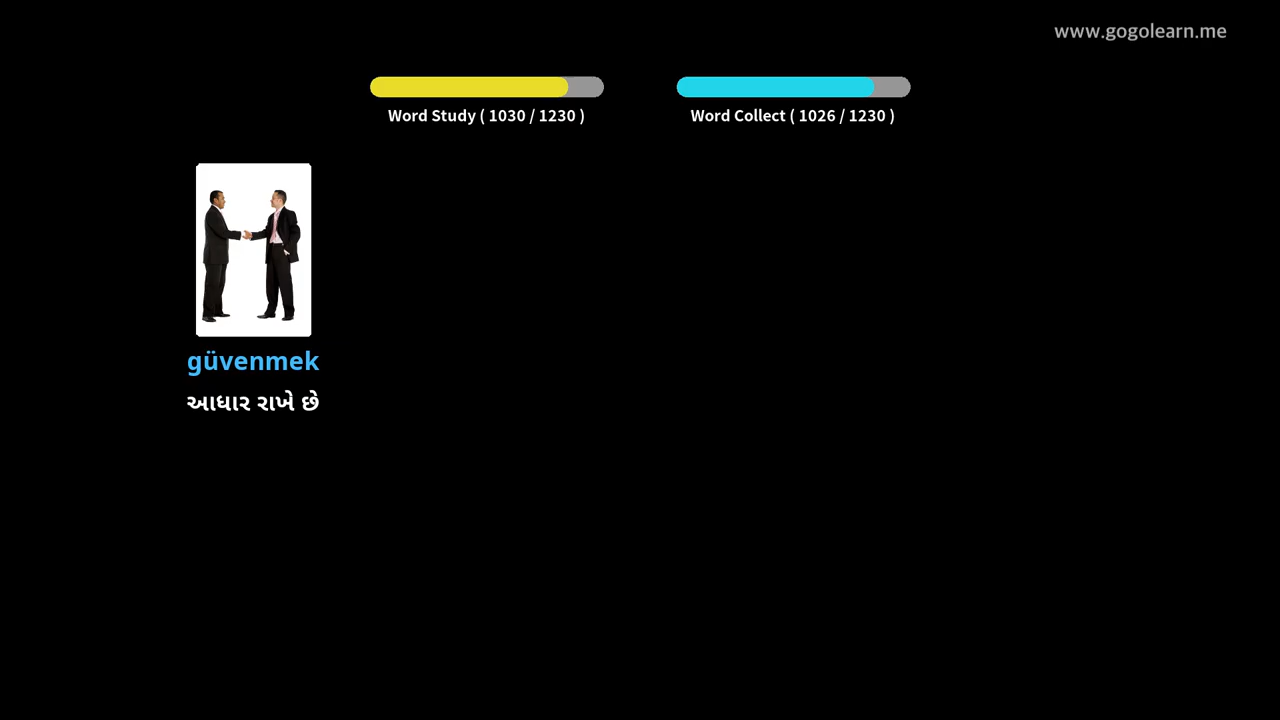 www.gogolearn.me
Word Study ( 1030 / 1230 )
Word Collect ( 1026 / 1230 )
güvenmek
આધાર રાખે છે